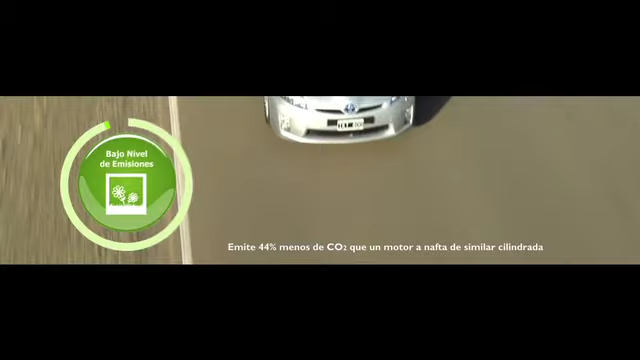 Bajo Nivel
de Emisiones
Emite 44% menos de CO₂ que un motor a nafta de similar cilindrada